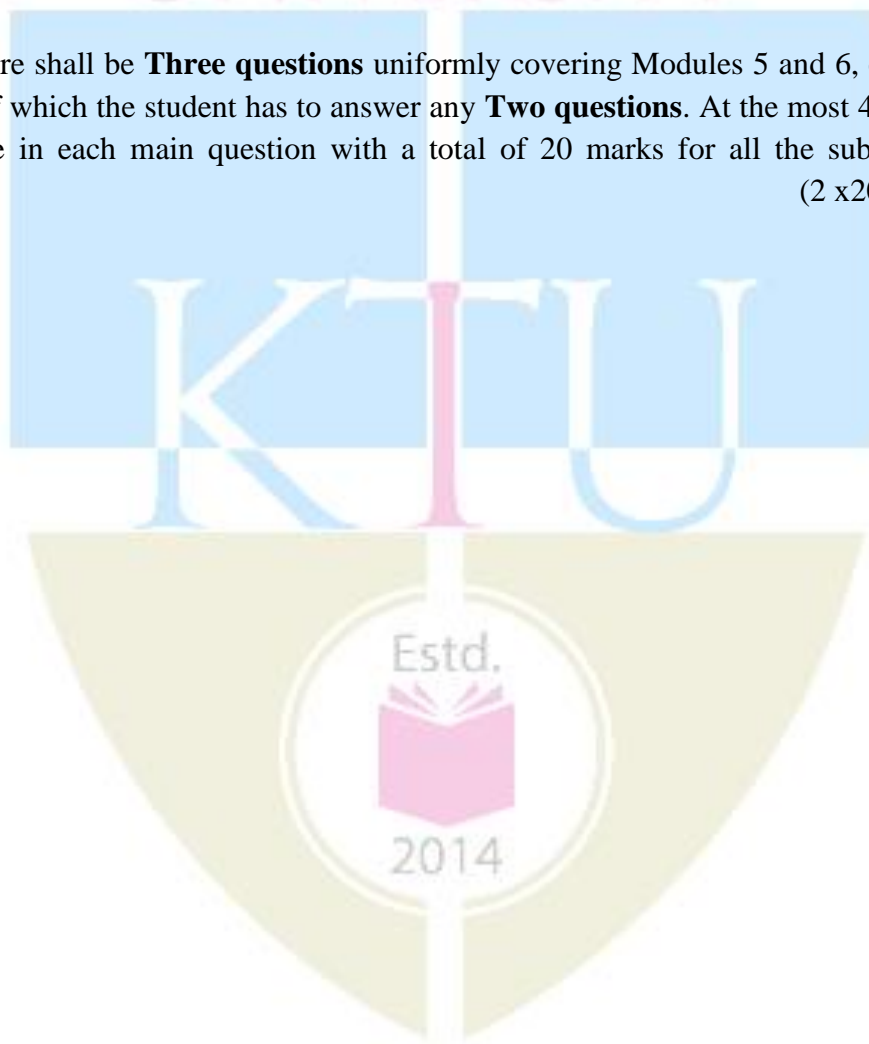 re shall be Three questions uniformly covering Modules 5 and 6,
f which the student has to answer any Two questions. At the most 4
e in each main question with a total of 20 marks for all the sub
(2 x20
KTU
Estd.
2014